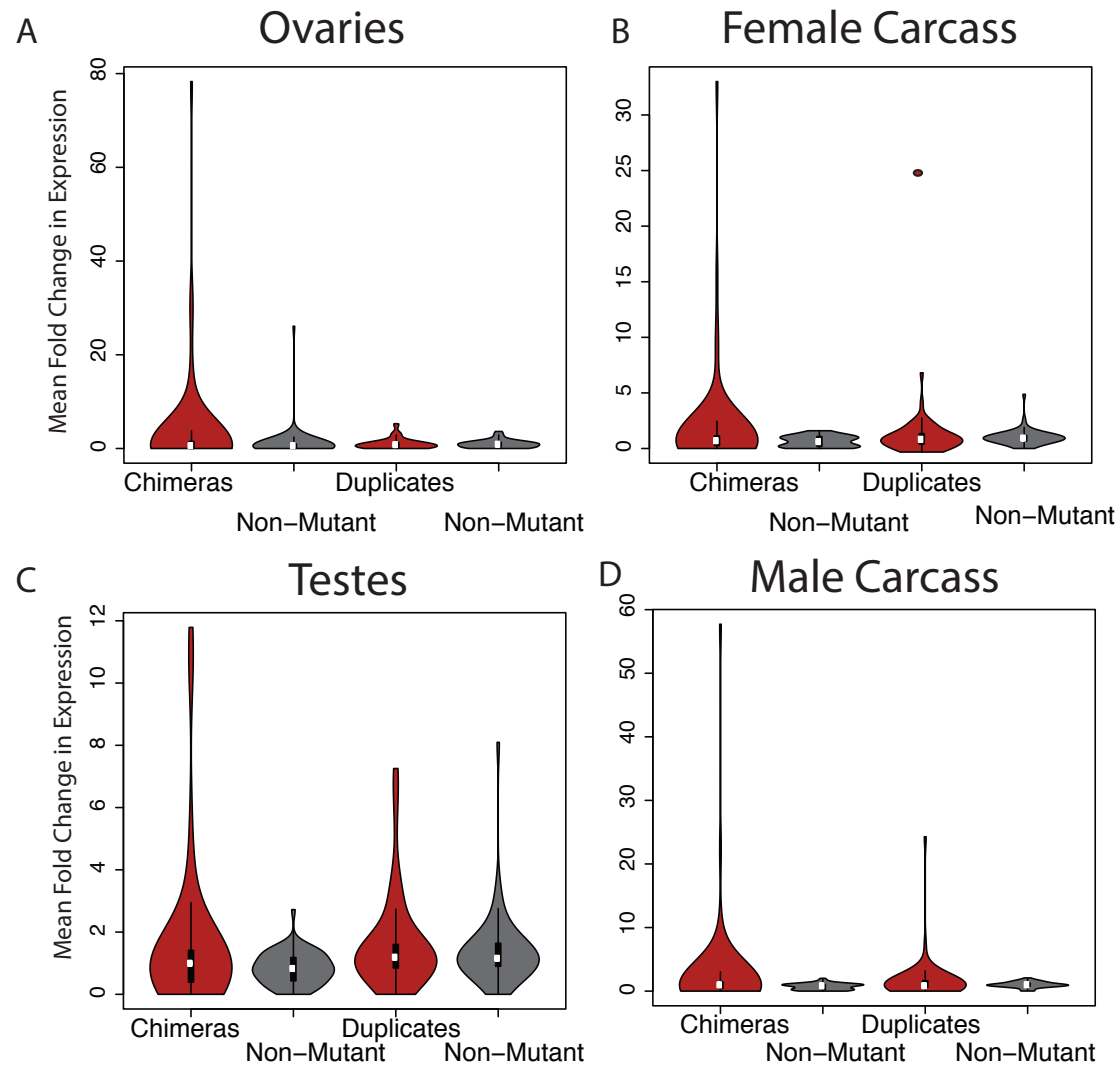 A Ovaries
Mean Fold Change in Expression
80
60
40
20
0
Chimeras Duplicates
Non−Mutant Non−Mutant
B Female Carcass
30
25
20
15
10
5
0
Chimeras Duplicates
Non−Mutant Non−Mutant
C Testes
Mean Fold Change in Expression
12
10
8
6
4
2
0
Chimeras Duplicates
Non−Mutant Non−Mutant
D Male Carcass
60
50
40
30
20
10
0
Chimeras Duplicates
Non−Mutant Non−Mutant